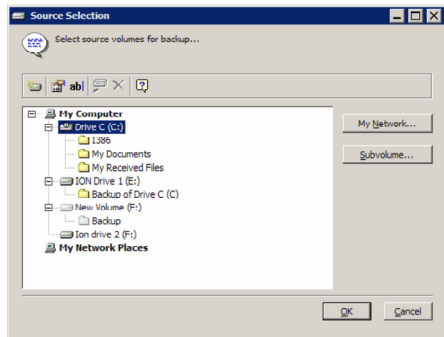 Source Selection
Select source volumes for backup...
ab
My Computer
Drive C (C:)
I386
My Documents
My Received Files
ION Drive 1 (E:)
Backup of Drive C (C)
New Volume (F:)
Backup
Ion drive 2 (F:)
My Network Places
My Network...
Subvolume...
OK
Cancel